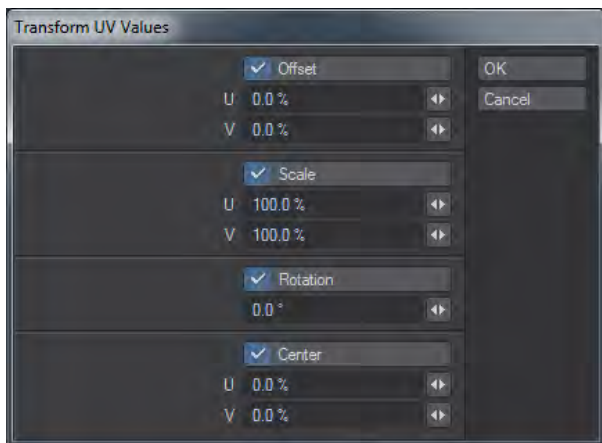 Transform UV Values
Offset
OK
U 0.0 %
Cancel
V 0.0 %
Scale
U 100.0 %
V 100.0 %
Rotation
0.0 °
Center
U 0.0 %
V 0.0 %